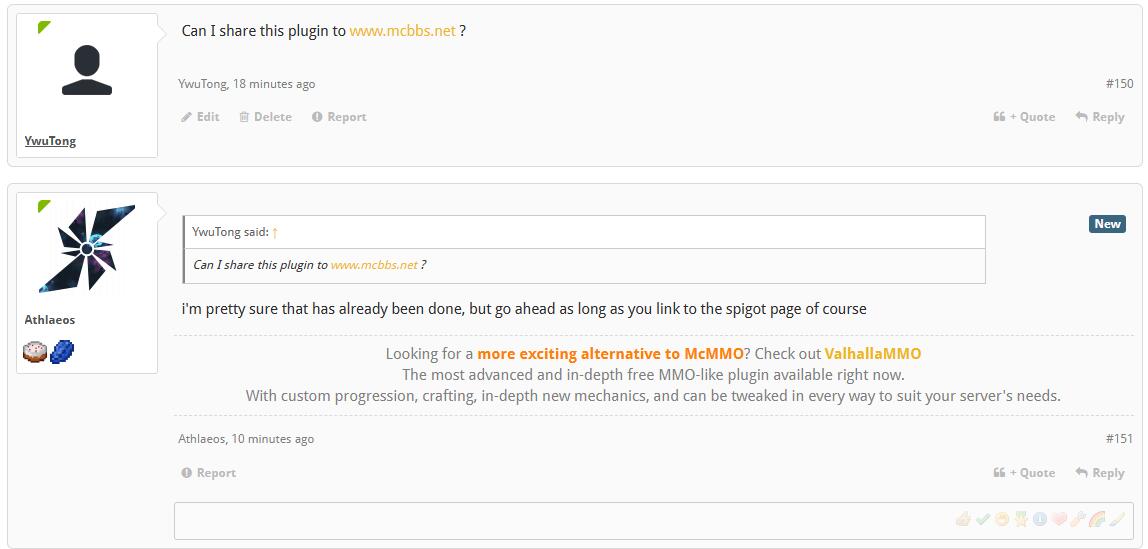 Can I share this plugin to www.mcbbs.net ?
YwuTong, 18 minutes ago
#150
Edit Delete Report
+ Quote Reply
YwuTong
New
YwuTong said: ↑
Can I share this plugin to www.mcbbs.net ?
i'm pretty sure that has already been done, but go ahead as long as you link to the spigot page of course
Athlaeos
Looking for a more exciting alternative to McMMO? Check out ValhallaMMO
The most advanced and in-depth free MMO-like plugin available right now.
With custom progression, crafting, in-depth new mechanics, and can be tweaked in every way to suit your server's needs.
Athlaeos, 10 minutes ago
#151
Report
+ Quote Reply